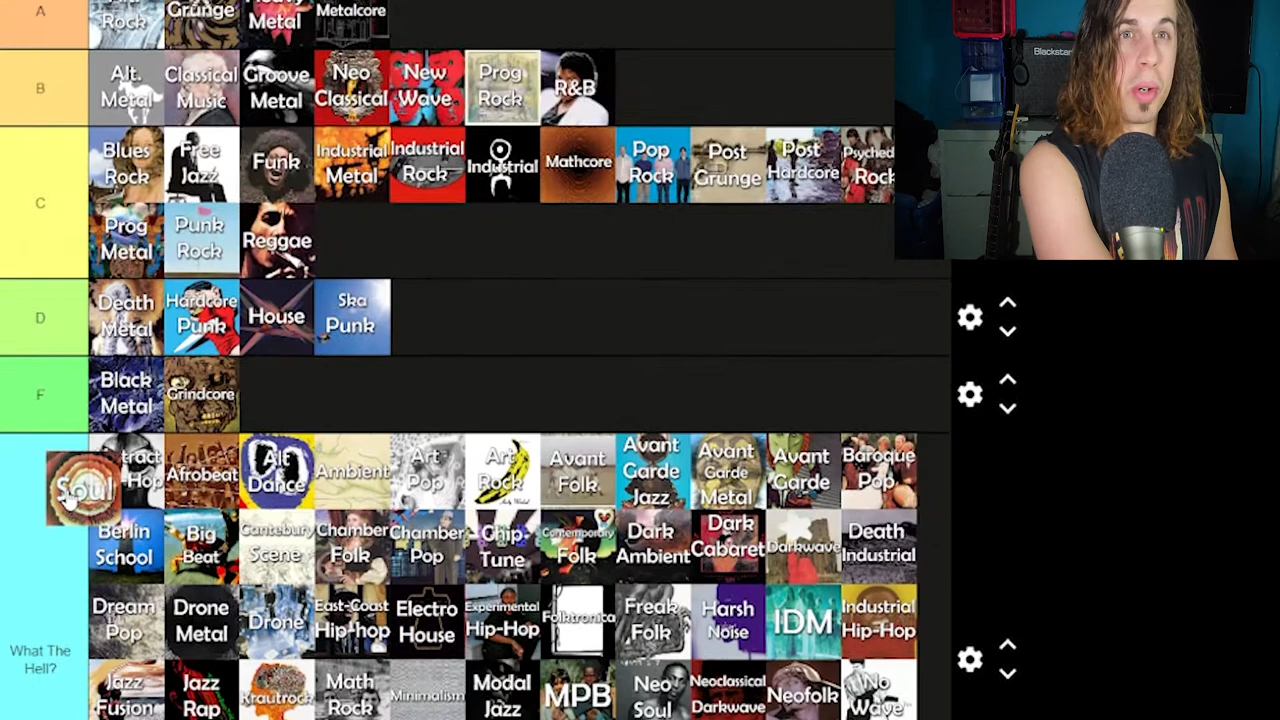 A
Rock
Grunge
Heavy
Metal
Metalcore
B
Alt.
Metal
Classical
Music
Groove
Metal
Neo
Classical
New
Wave
Prog
Rock
R&B
C
Blues
Rock
Free
Jazz
Funk
Industrial
Metal
Industrial
Rock
Industrial
Mathcore
Pop
Rock
Post
Grunge
Post
Hardcore
Psyched
Rock
Prog
Metal
Punk
Rock
Reggae
D
Death
Metal
Hardcore
Punk
House
Ska
Punk
F
Black
Metal
Grindcore
What The
Hell?
Soul
tract
Hop
Afrobeat
Alt
Dance
Ambient
Art
Pop
Art
Rock
Avant
Folk
Avant
Garde
Jazz
Avant
Garde
Metal
Avant
Garde
Baroque
Pop
Berlin
School
Big
Beat
Cantebury
Scene
Chamber
Folk
Chamber
Pop
Chip
Tune
Contemporary
Folk
Dark
Ambient
Dark
Cabaret
Darkwave
Death
Industrial
Dream
Pop
Drone
Metal
Drone
East-Coast
Hip-hop
Electro
House
Experimental
Hip-Hop
Folktronica
Freak
Folk
Harsh
Noise
IDM
Industrial
Hip-Hop
Jazz
Fusion
Jazz
Rap
Krautrock
Math
Rock
Minimalism
Modal
Jazz
MPB
Neo
Soul
Neoclassical
Darkwave
Neofolk
No
Wave
Blackstar